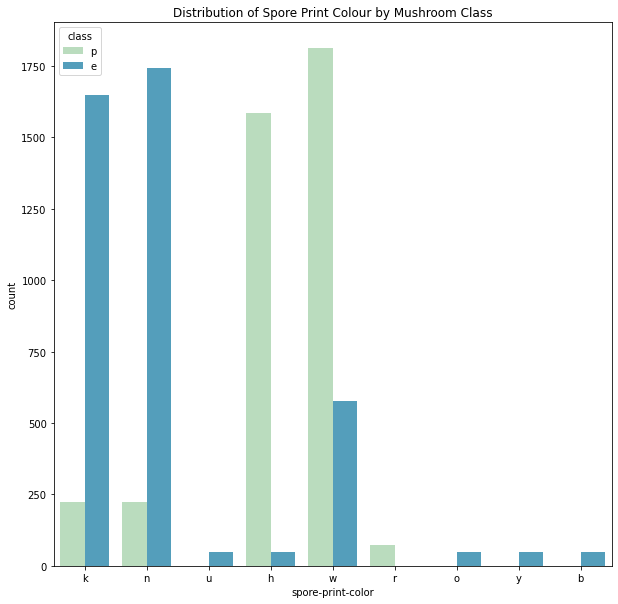 Distribution of Spore Print Colour by Mushroom Class
class
p
e
1750
1500
1250
1000
750
500
250
0
count
k n u h w r o y b
spore-print-color